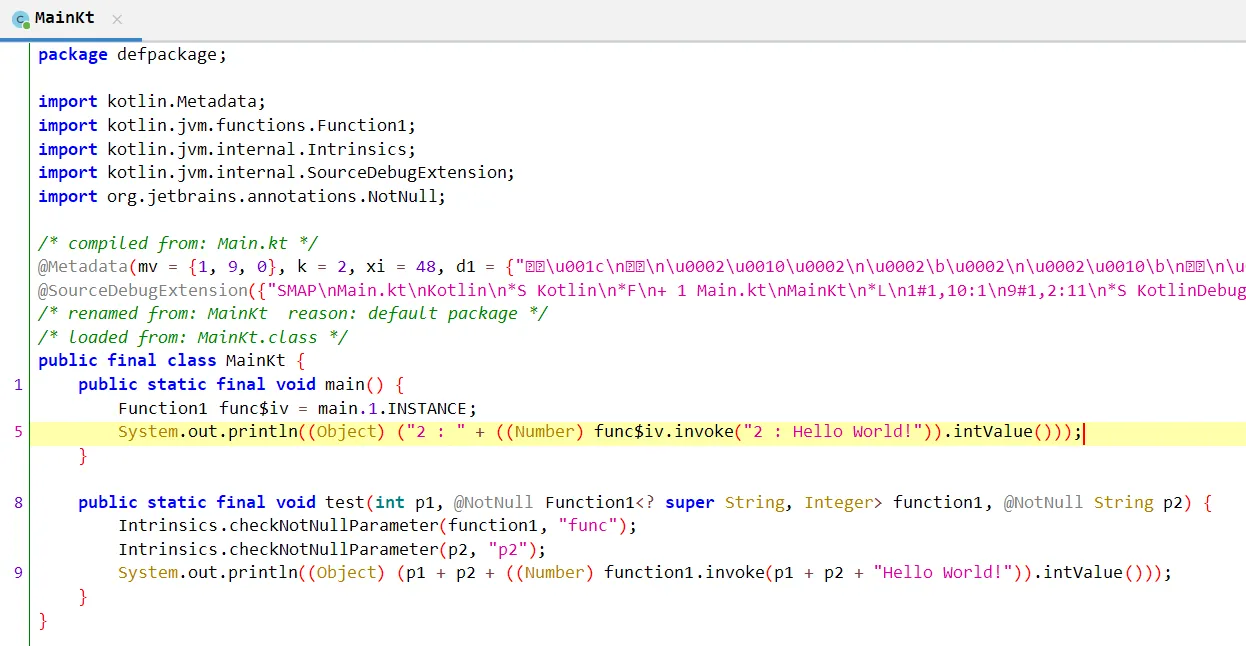 MainKt
package defpackage;
import kotlin.Metadata;
import kotlin.jvm.functions.Function1;
import kotlin.jvm.internal.Intrinsics;
import kotlin.jvm.internal.SourceDebugExtension;
import org.jetbrains.annotations.NotNull;
/* compiled from: Main.kt */
@Metadata(mv = {1, 9, 0}, k = 2, xi = 48, d1 = {"\u001c\n\n\u0002\u0010\u0002\n\u0002\b\u0002\n\u0002\u0010\b\n\n\u
@SourceDebugExtension({"SMAP\nMain.kt\nKotlin\n*S Kotlin\n*F\n+ 1 Main.kt\nMainKt\n*L\n1#1,10:1\n9#1,2:11\n*S KotlinDebug
/* renamed from: MainKt  reason: default package */
/* loaded from: MainKt.class */
public final class MainKt {
1 public static final void main() {
Function1 func$iv = main.1.INSTANCE;
5 System.out.println((Object) ("2 : " + ((Number) func$iv.invoke("2 : Hello World!")).intValue()));
}
8 public static final void test(int p1, @NotNull Function1<? super String, Integer> function1, @NotNull String p2) {
Intrinsics.checkNotNullParameter(function1, "func");
Intrinsics.checkNotNullParameter(p2, "p2");
9 System.out.println((Object) (p1 + p2 + ((Number) function1.invoke(p1 + p2 + "Hello World!")).intValue()));
}
}